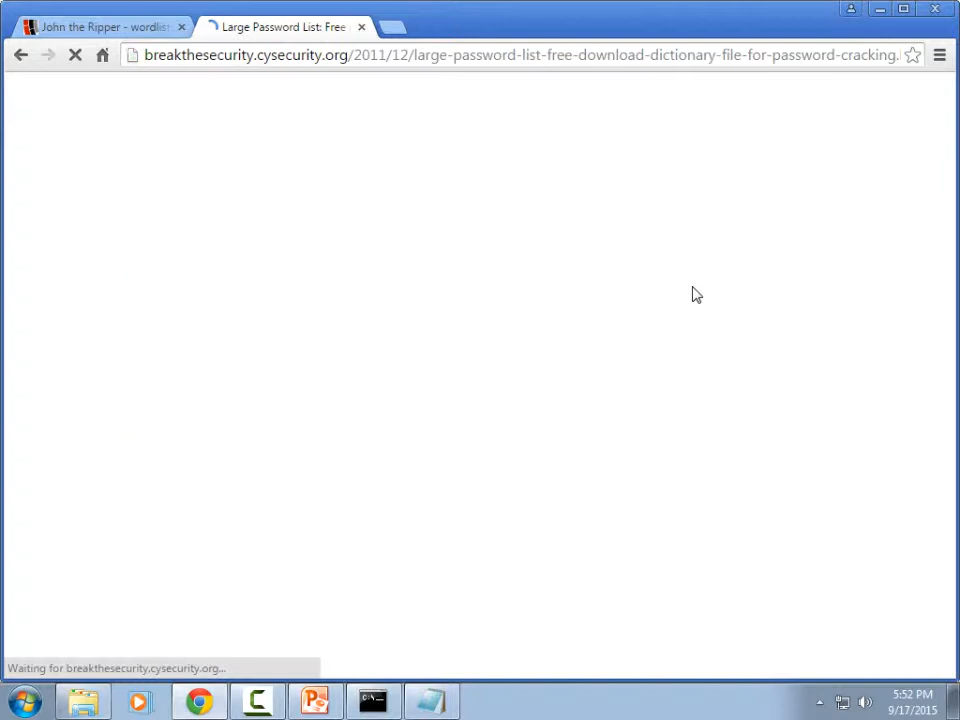 John the Ripper - wordlist
Large Password List: Free
breakthesecurity.cysecurity.org/2011/12/large-password-list-free-download-dictionary-file-for-password-cracking.
Waiting for breakthesecurity.cysecurity.org...
5:52 PM
9/17/2015